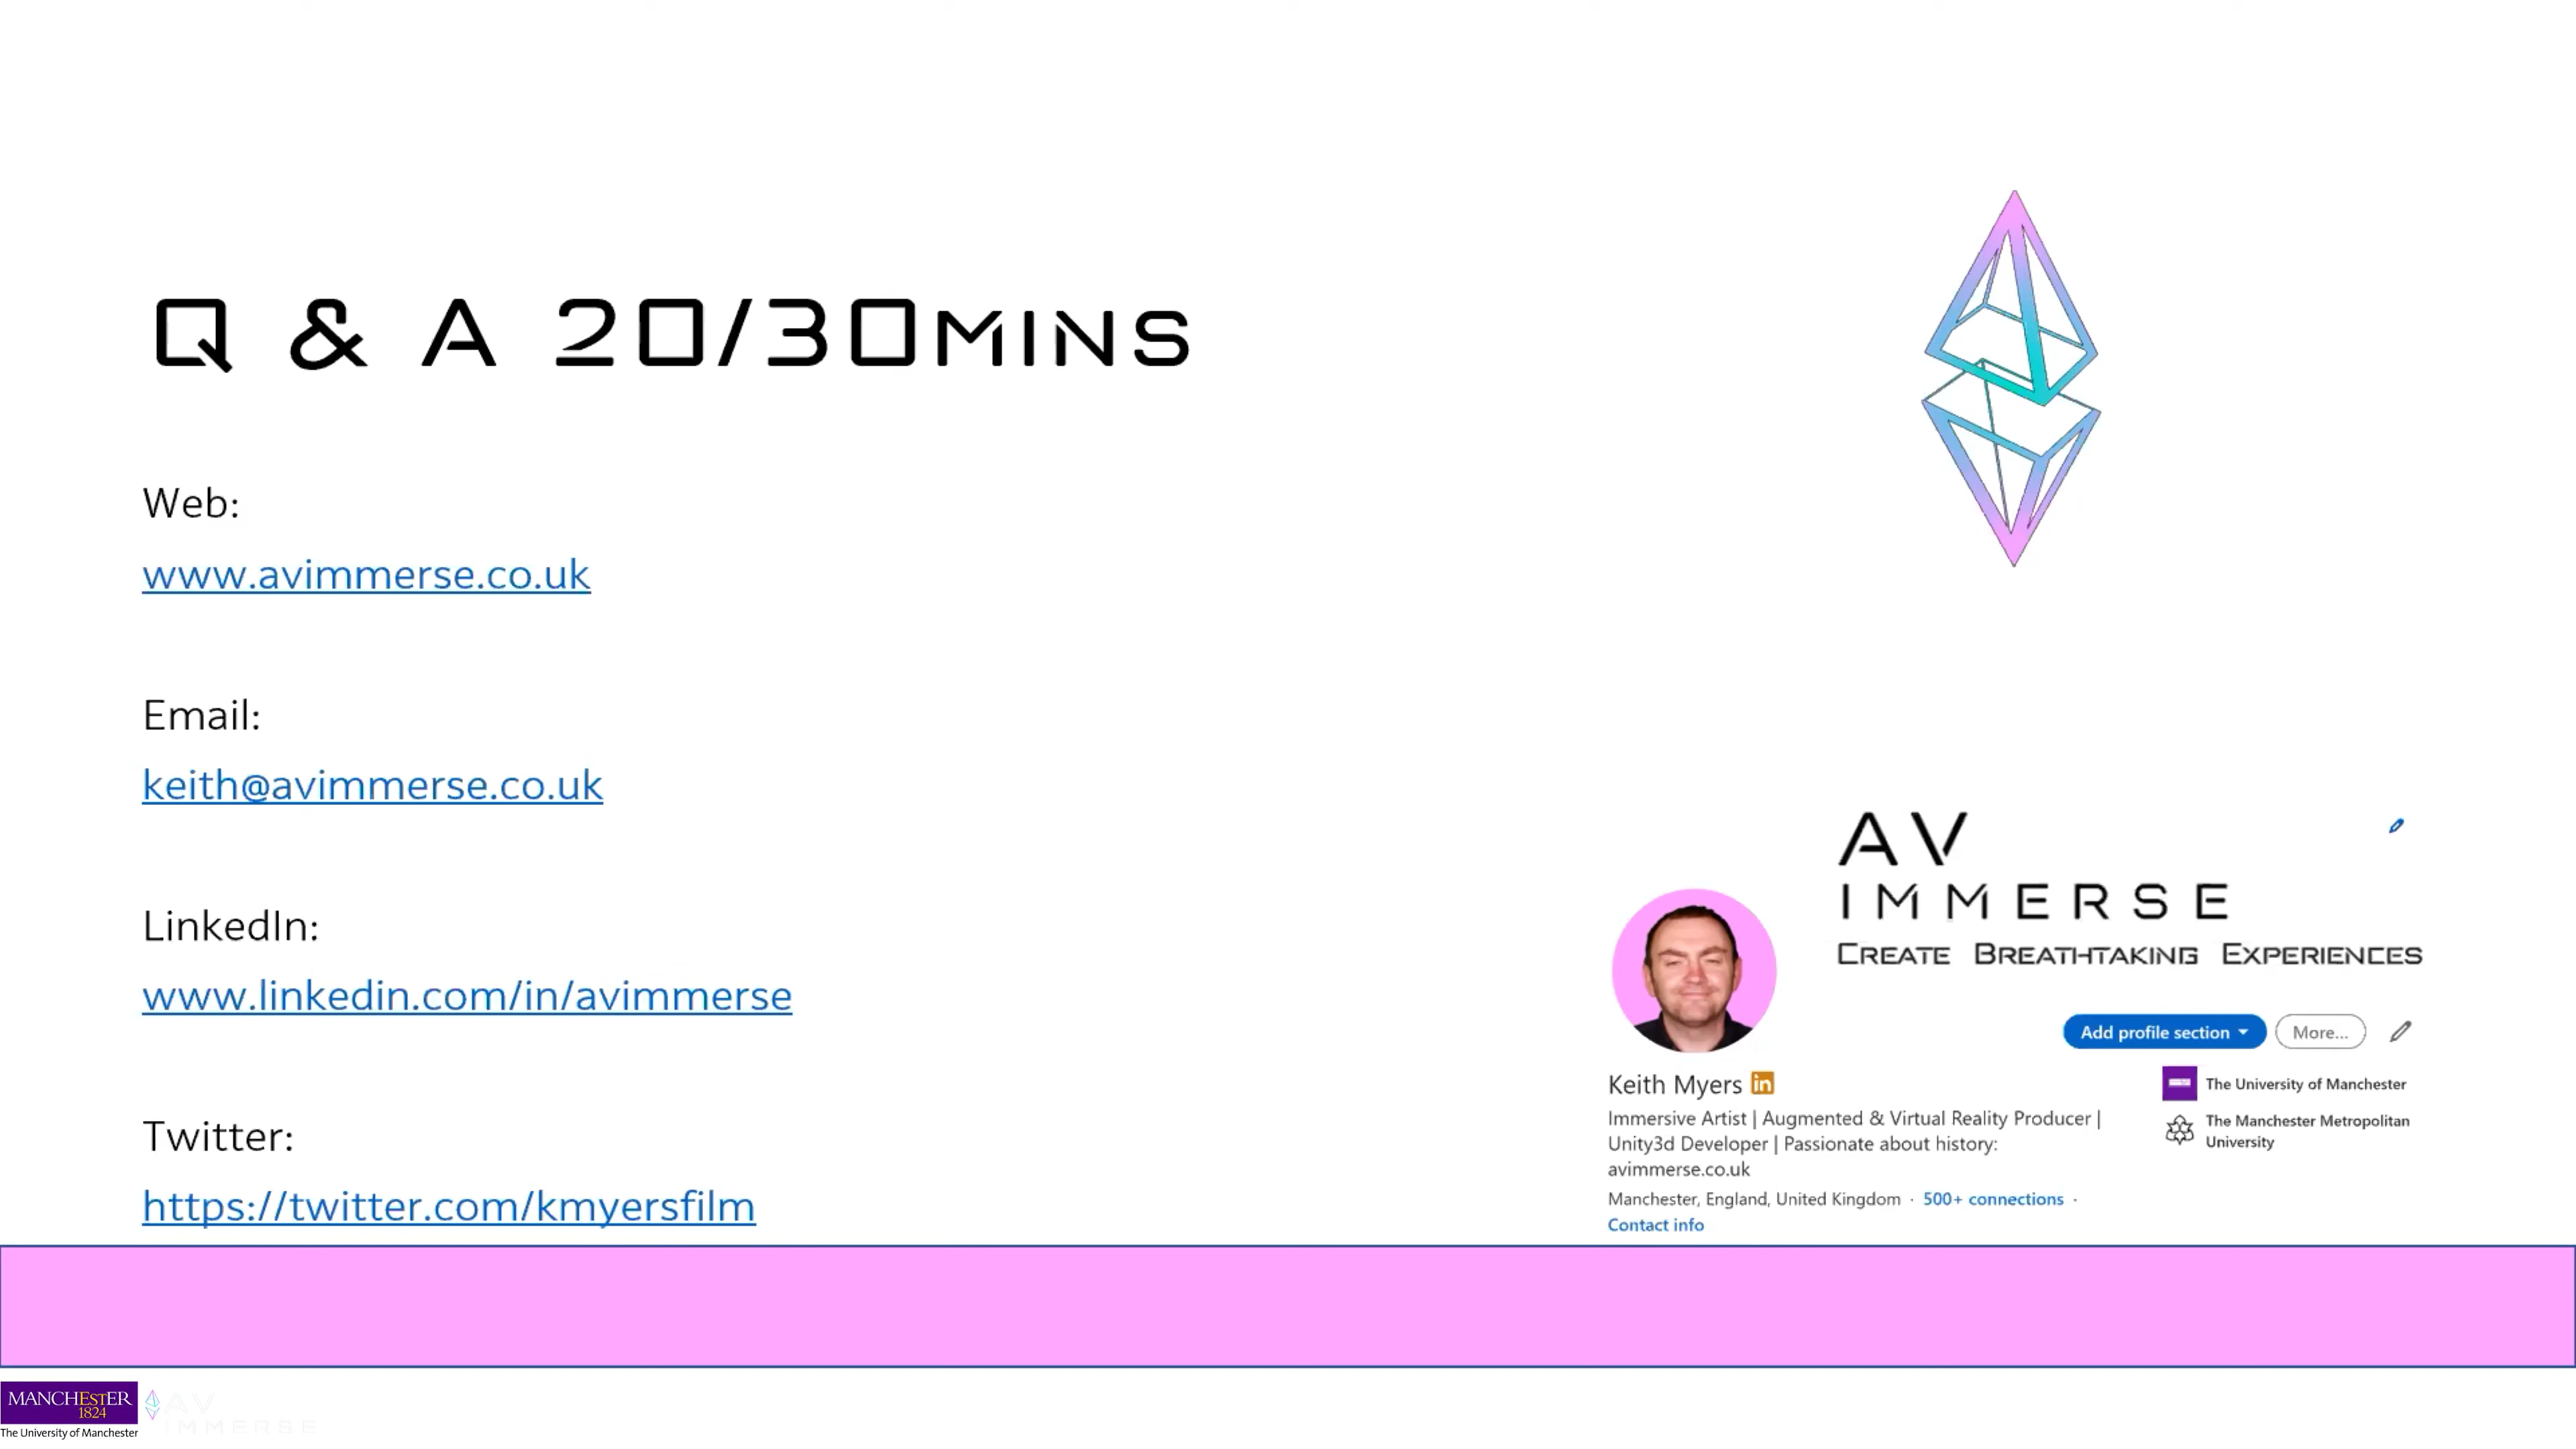 Q & A 20/30MINS
Web:
www.avimmerse.co.uk
Email:
keith@avimmerse.co.uk
LinkedIn:
www.linkedin.com/in/avimmerse
Twitter:
https://twitter.com/kmyersfilm
AV
IMMERSE
CREATE BREATHTAKING EXPERIENCES
Add profile section
More...
Keith Myers in
Immersive Artist | Augmented & Virtual Reality Producer |
Unity3d Developer | Passionate about history:
avimmerse.co.uk
Manchester, England, United Kingdom · 500+ connections ·
Contact info
The University of Manchester
The Manchester Metropolitan
University
MANCHESTER
1824
The University of Manchester
AV
IMMERSE